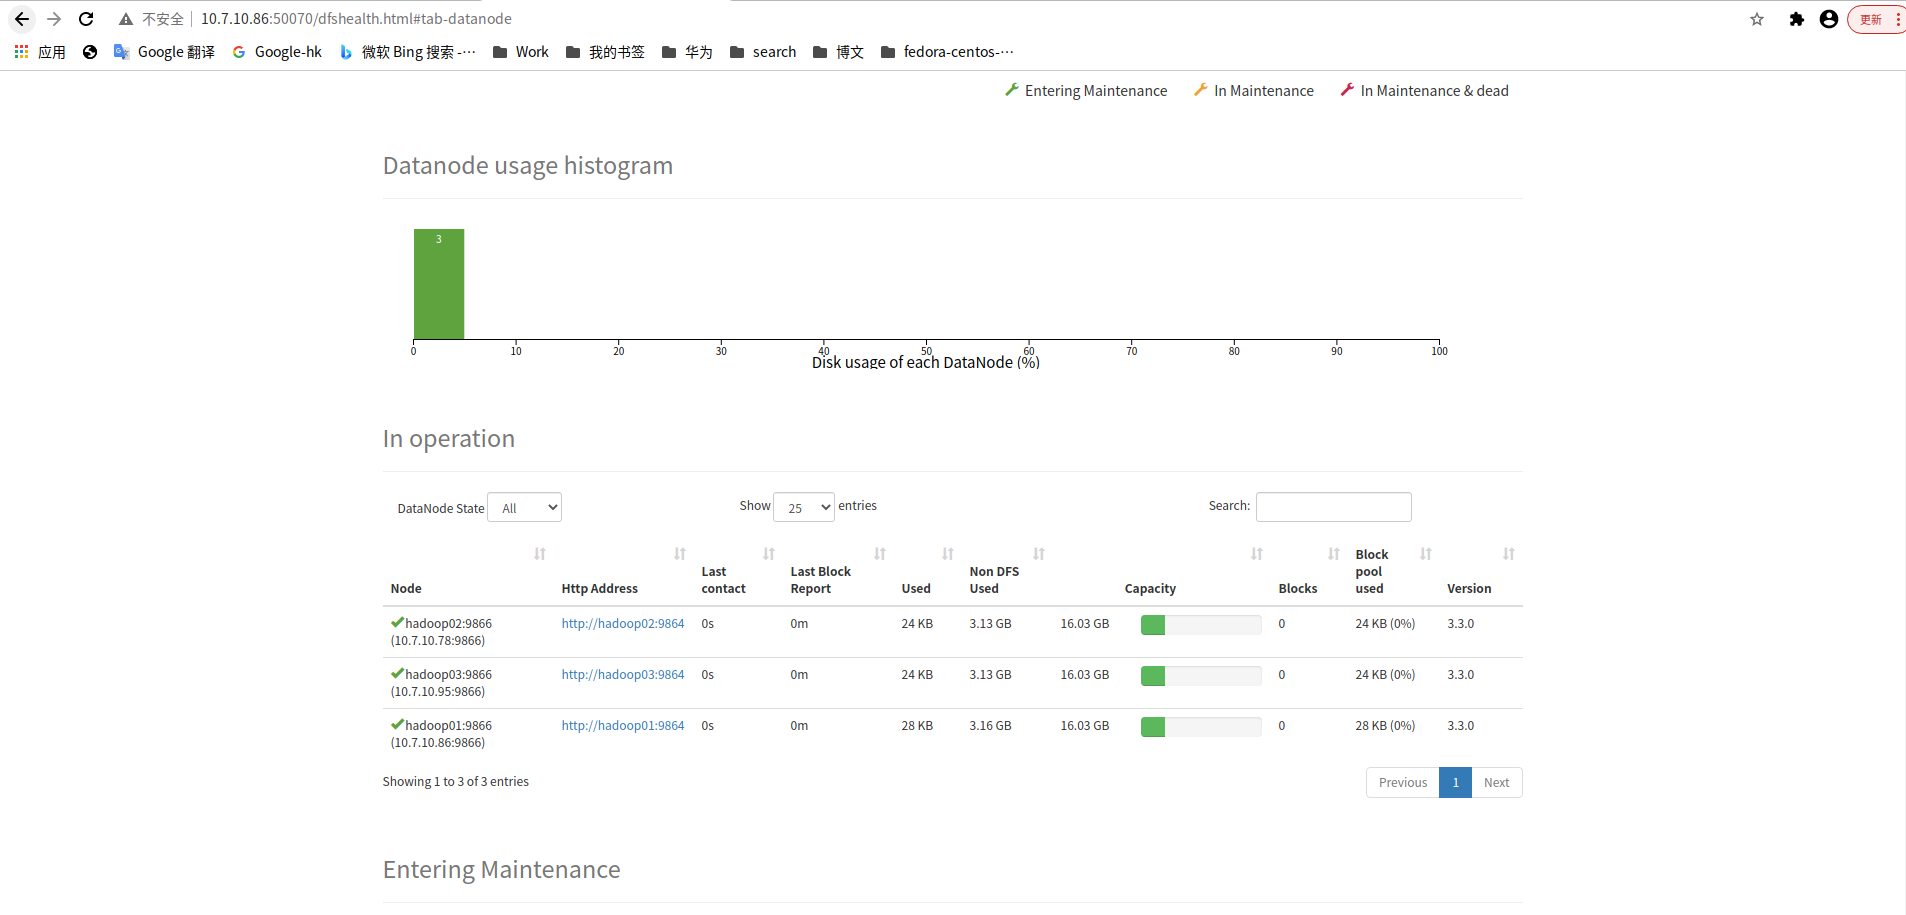 不安全 10.7.10.86:50070/dfshealth.html#tab-datanode 更新
应用 Google 翻译 Google-hk 微软 Bing 搜索 -··· Work 我的书签 华为 search 博文 fedora-centos-···
Entering Maintenance In Maintenance In Maintenance & dead
Datanode usage histogram
3
0 10 20 30 40 50 60 70 80 90 100
Disk usage of each DataNode (%)
In operation
DataNode State All Show 25 entries Search:
Node Http Address Last contact Last Block Report Used Non DFS Used Capacity Blocks Block pool used Version
hadoop02:9866 http://hadoop02:9864 0s 0m 24 KB 3.13 GB 16.03 GB 0 24 KB (0%) 3.3.0
(10.7.10.78:9866)
hadoop03:9866 http://hadoop03:9864 0s 0m 24 KB 3.13 GB 16.03 GB 0 24 KB (0%) 3.3.0
(10.7.10.95:9866)
hadoop01:9866 http://hadoop01:9864 0s 0m 28 KB 3.16 GB 16.03 GB 0 28 KB (0%) 3.3.0
(10.7.10.86:9866)
Showing 1 to 3 of 3 entries Previous 1 Next
Entering Maintenance